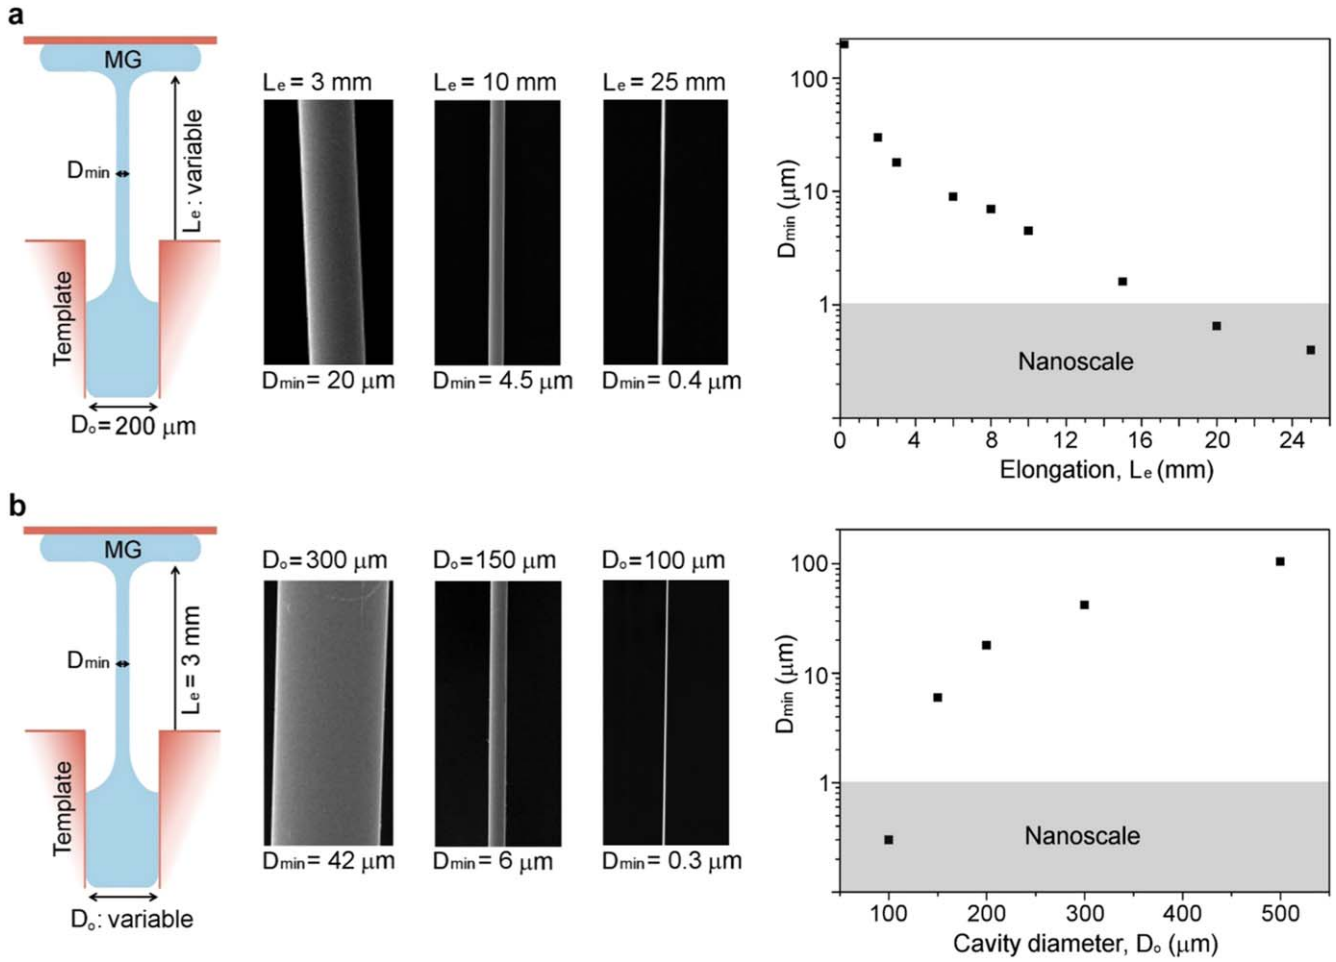 a
MG
Dmin
Le: variable
Template
Do=200 μm
Le= 3 mm
Dmin= 20 μm
Le= 10 mm
Dmin= 4.5 μm
Le= 25 mm
Dmin= 0.4 μm
100
10
1
Dmin (μm)
Nanoscale
0 4 8 12 16 20 24
Elongation, Le (mm)
b
MG
Dmin
Le= 3 mm
Template
Do: variable
Do=300 μm
Dmin= 42 μm
Do=150 μm
Dmin= 6 μm
Do=100 μm
Dmin= 0.3 μm
100
10
1
Dmin (μm)
Nanoscale
100 200 300 400 500
Cavity diameter, Do (μm)